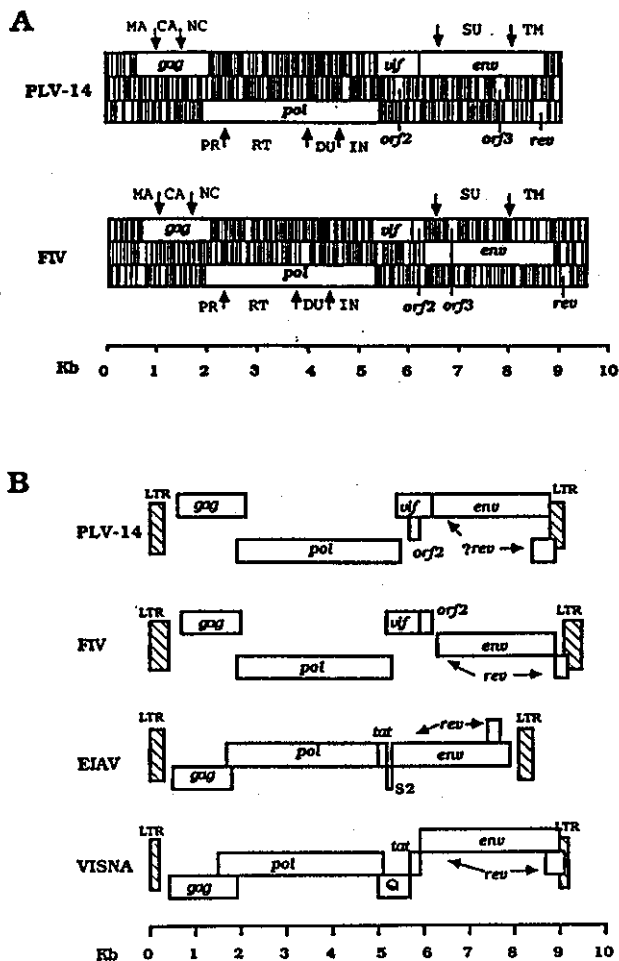 A
MA CA NC SU TM
gag vif env
PLV-14
pol
PR RT DU IN orf2 orf3 rev
MA CA NC SU TM
gag vif
FIV env
pol
PR RT DU IN orf2 orf3 rev
Kb 0 1 2 3 4 5 6 7 8 9 10
B
LTR gag vif env LTR
PLV-14
pol orf2 ?rev
LTR gag vif orf2 LTR
FIV env
pol rev
LTR tat rev LTR
EIAV pol env
gag S2
LTR tat env LTR
VISNA pol
gag Q rev
Kb 0 1 2 3 4 5 6 7 8 9 10